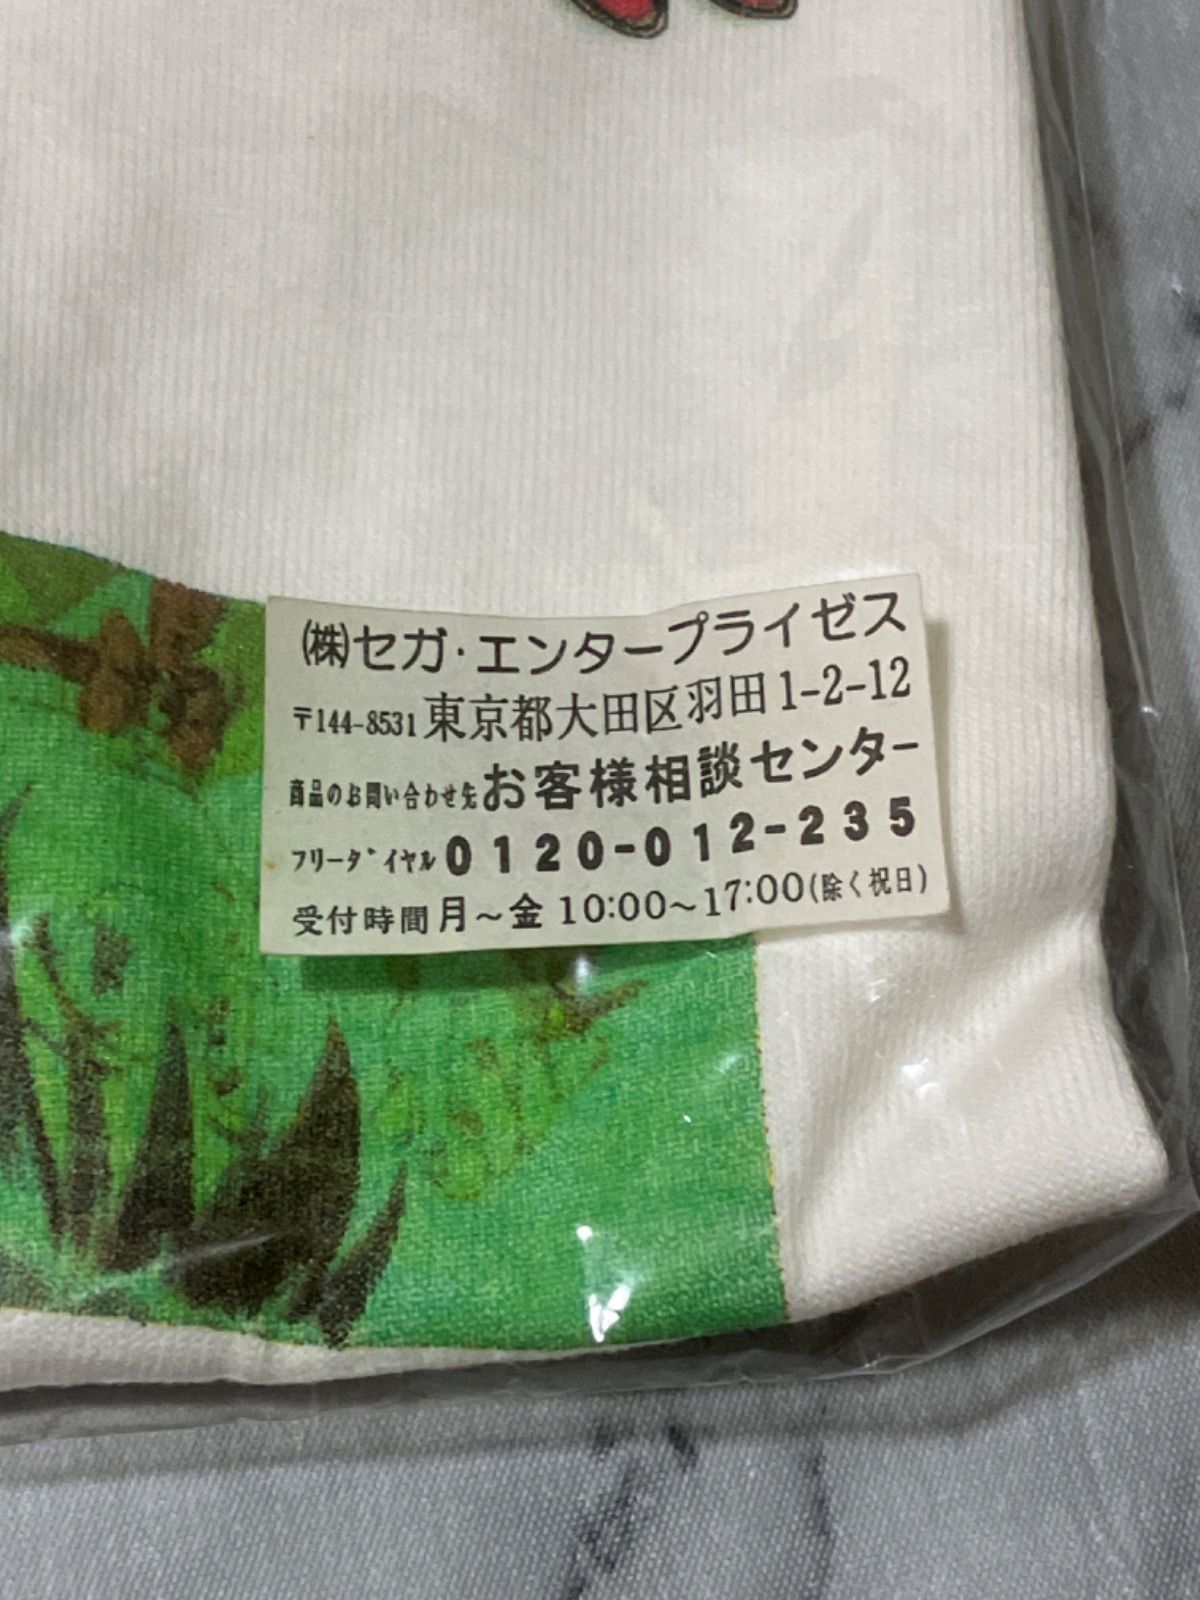 ㈱セガ・エンタープライゼス
〒144-8531 東京都大田区羽田1-2-12
商品のお問い合わせ先 お客様相談センター
フリーダイヤル 0120-012-235
受付時間 月～金 10:00～17:00(除く祝日)